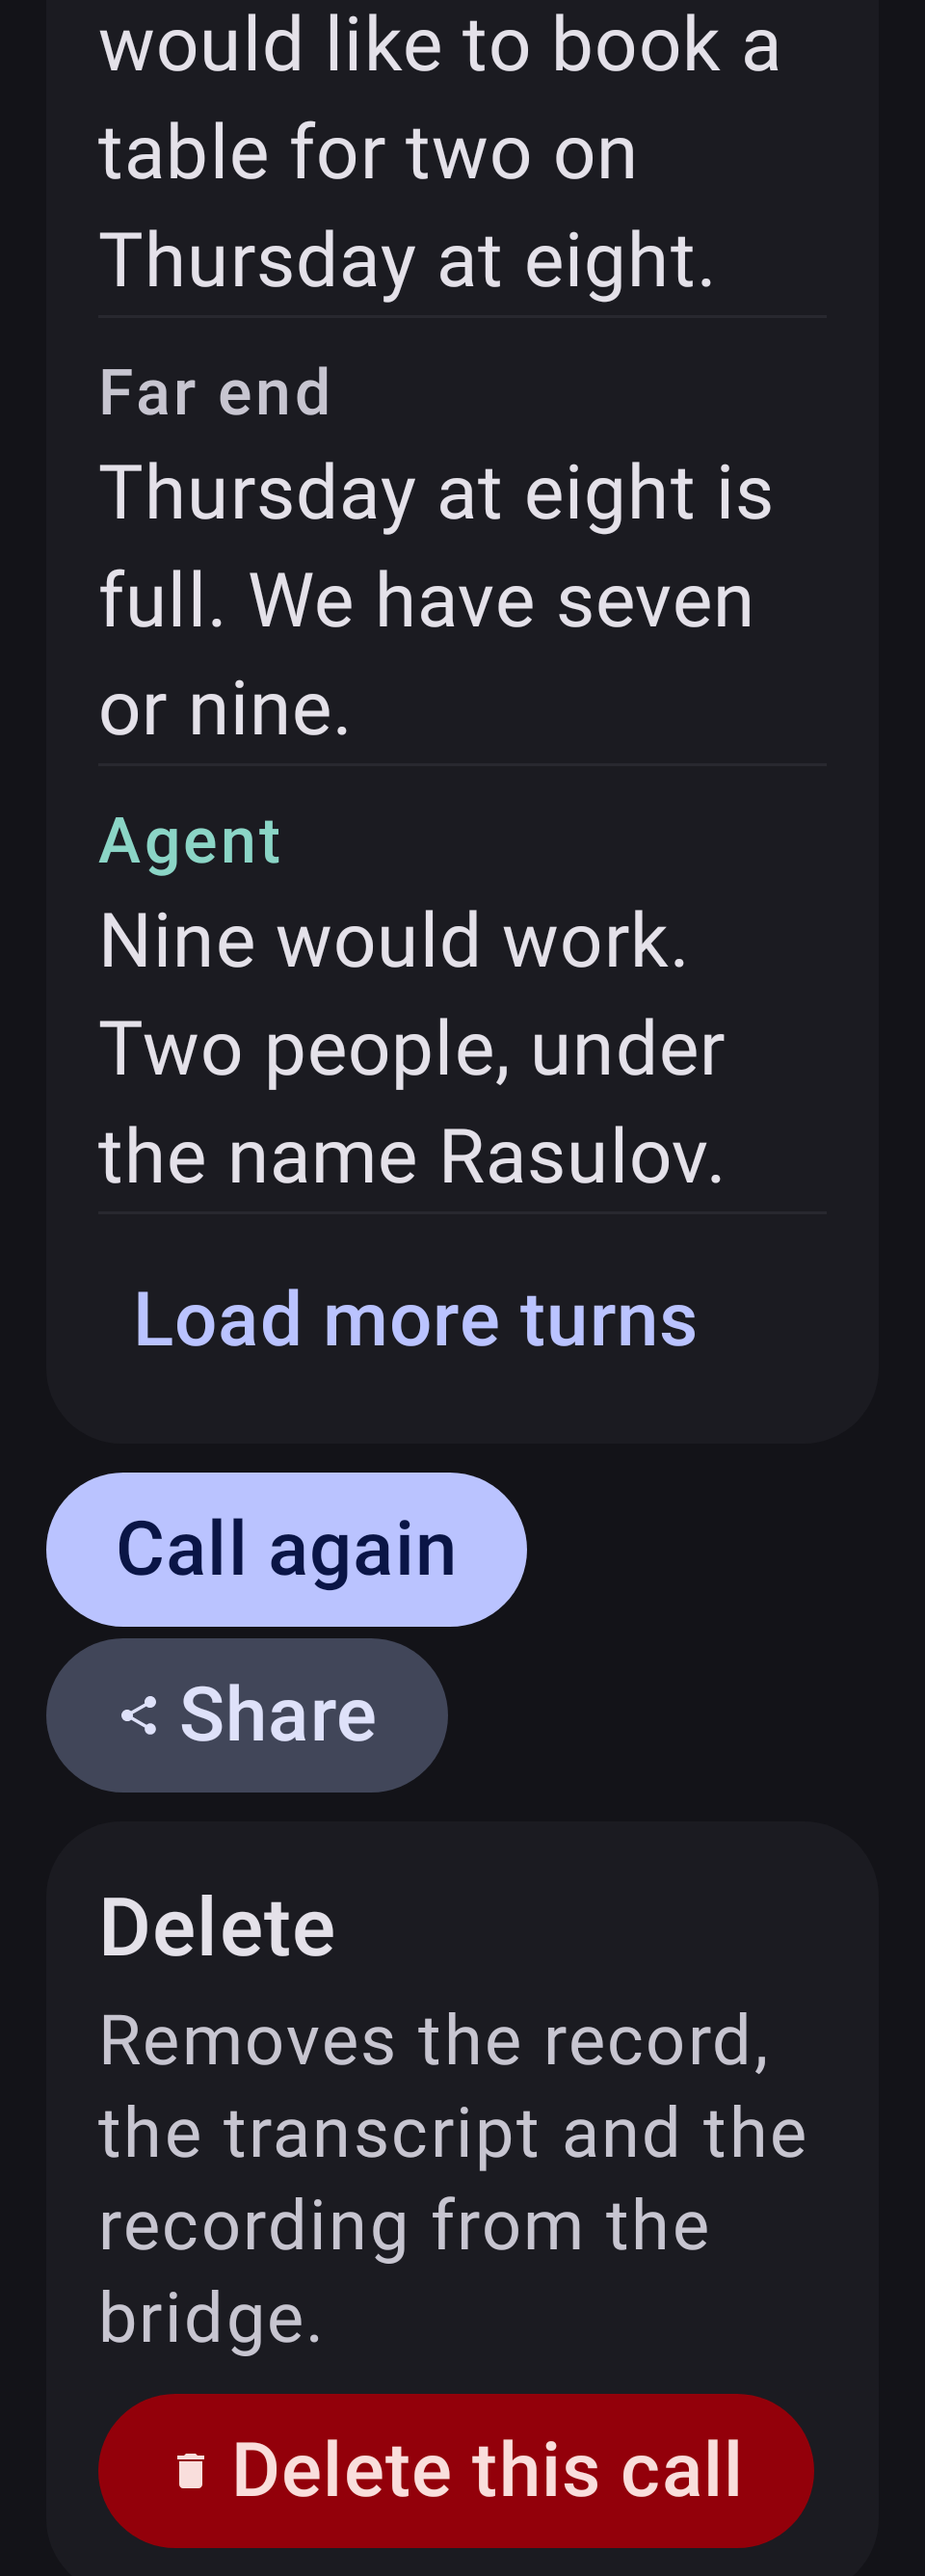 would like to book a
table for two on
Thursday at eight.
Far end
Thursday at eight is
full. We have seven
or nine.
Agent
Nine would work.
Two people, under
the name Rasulov.
Load more turns
Call again
Share
Delete
Removes the record,
the transcript and the
recording from the
bridge.
Delete this call